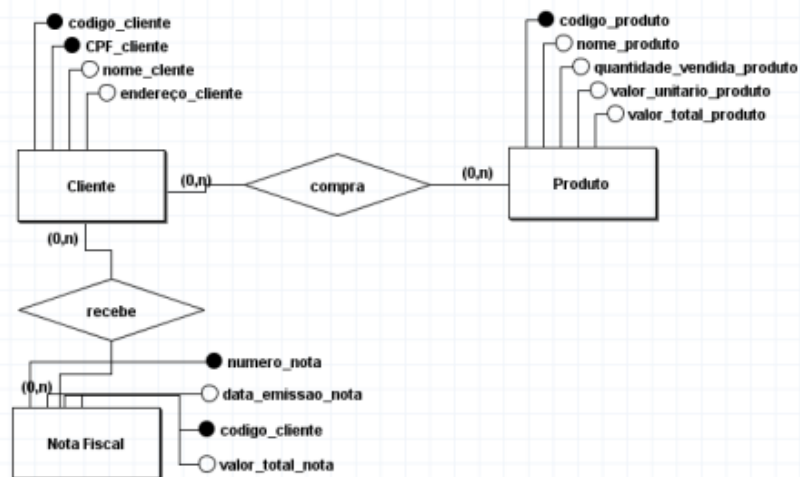 codigo_cliente
CPF_cliente
nome_clente
endereço_cliente
codigo_produto
nome_produto
quantidade_vendida_produto
valor_unitario_produto
valor_total_produto
Cliente
(0,n)
compra
(0,n)
Produto
(0,n)
recebe
numero_nota
(0,n)
data_emissao_nota
codigo_cliente
Nota Fiscal
valor_total_nota